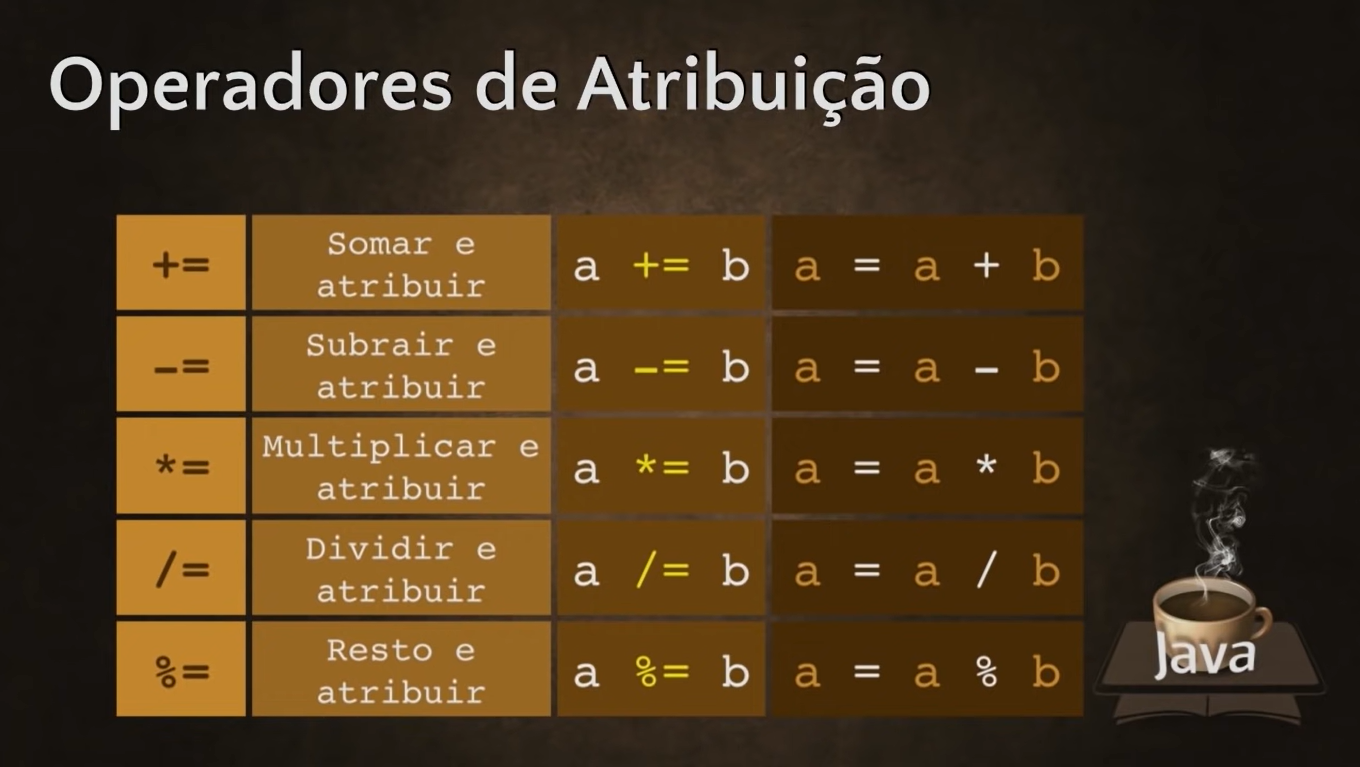 Operadores de Atribuição
+=
Somar e
atribuir
a += b
a = a + b
-=
Subrair e
atribuir
a -= b
a = a - b
*=
Multiplicar e
atribuir
a *= b
a = a * b
/=
Dividir e
atribuir
a /= b
a = a / b
%=
Resto e
atribuir
a %= b
a = a % b
Java